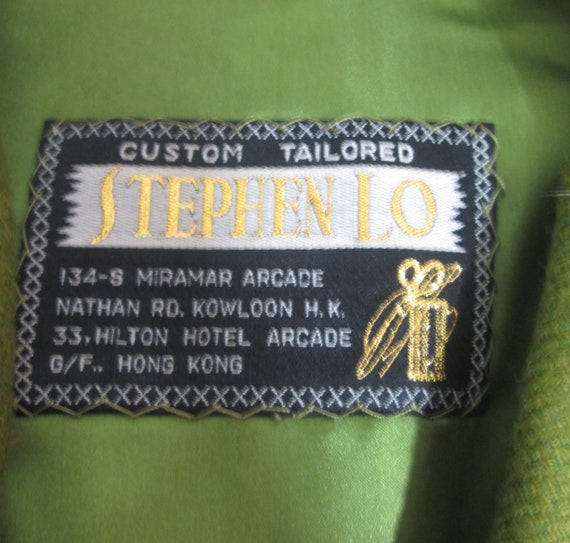 CUSTOM TAILORED
STEPHEN LO
134-S MIRAMAR ARCADE
NATHAN RD. KOWLOON H.K.
33, HILTON HOTEL ARCADE
G/F., HONG KONG